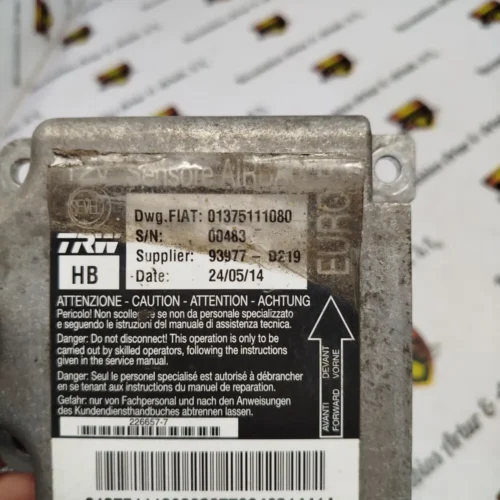 12V Sensore AIRBAG
EURO
Dwg.FIAT: 01375111080
S/N: 00483
Supplier: 93977 - D219
Date: 24/05/14
TRW
HB
ATTENZIONE - CAUTION - ATTENTION - ACHTUNG
Pericolo! Non scollegare se non da personale specializzato
e seguendo le istruzioni del manuale di assistenza tecnica.
Danger: Do not disconnect! This operation is only to be
carried out by skilled operators, following the instructions
given in the service manual.
Danger: Seul le personel specialisé est autorisé à débrancher
en se tenant aux instructions du manuel de reparation.
Gefahr: nur von Fachpersonal und nach den Anweisungen
des Kundendiensthandbuches abtrennen lassen.
226657-7
AVANTI DEVANT
FORWARD VORNE